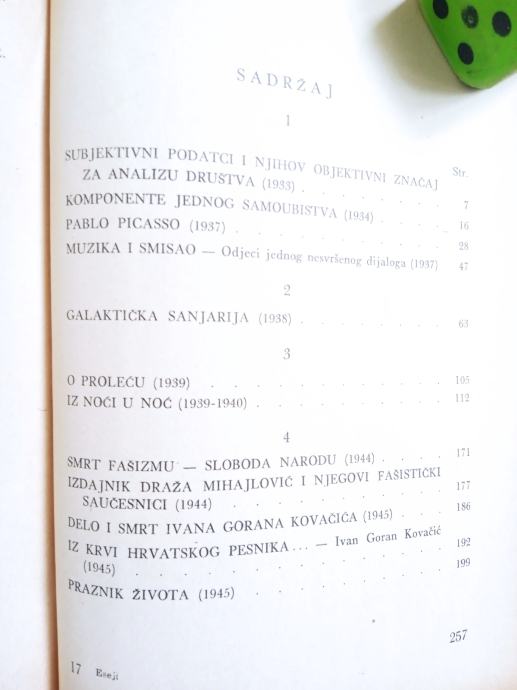 SADRŽAJ
1
Str.
SUBJEKTIVNI PODATCI I NJIHOV OBJEKTIVNI ZNAČAJ
ZA ANALIZU DRUŠTVA (1933) . . . . . . 7
KOMPONENTE JEDNOG SAMOUBISTVA (1934) . . . . 16
PABLO PICASSO (1937) . . . . . . . . . 28
MUZIKA I SMISAO — Odjeci jednog nesvršenog dijaloga (1937) 47
2
GALAKTIČKA SANJARIJA (1938) . . . . . . . 63
3
O PROLEĆU (1939) . . . . . . . . . . 105
IZ NOĆI U NOĆ (1939-1940) . . . . . . . . 112
4
SMRT FAŠIZMU — SLOBODA NARODU (1944) . . . . 171
IZDAJNIK DRAŽA MIHAJLOVIĆ I NJEGOVI FAŠISTIČKI
SAUČESNICI (1944) . . . . . . . . . 177
DELO I SMRT IVANA GORANA KOVAČIĆA (1945) . . . 186
IZ KRVI HRVATSKOG PESNIKA... — Ivan Goran Kovačić
(1945) . . . . . . . . . . . . 192
PRAZNIK ŽIVOTA (1945) . . . . . . . . . 199
257
17 Eseji